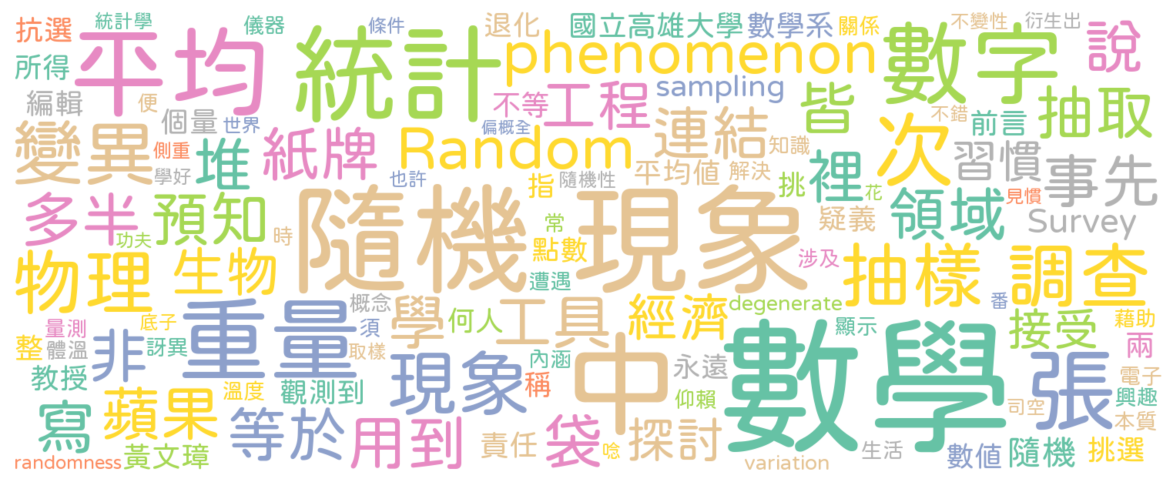 抗選 統計學 儀器 條件 退化 國立高雄大學 數學系 關係 不變性 衍生出
平均 統計 phenomenon 數字 說
所得 編輯 便 個量 世界 sampling 不等 工程 皆 不錯 前言 抽取
變異 側重 堆 紙牌 Random 偏概全 連結 知識 裡 次 習慣 事先
學好 也許 指 隨機性 平均值 解決 挑 花 領域 見慣
多半 功夫 預知 時 隨機 現象 常 點數 疑義 涉及 Survey
物理 生物 遭遇 抽樣 調查
量測 底子 概念 學 工具 經濟 degenerate 顯示 番 藉助
整 體溫 訝異 非 重量 須 取樣 何人 中 數學 接受 兩
教授 溫度 觀測到 現象 內涵 稱 永遠 仰賴 張 電子 興趣
寫 蘋果 等於 用到 責任 袋 探討 司空 本質
randomness 黃文璋 唸 variation 生活 數值 隨機 挑選